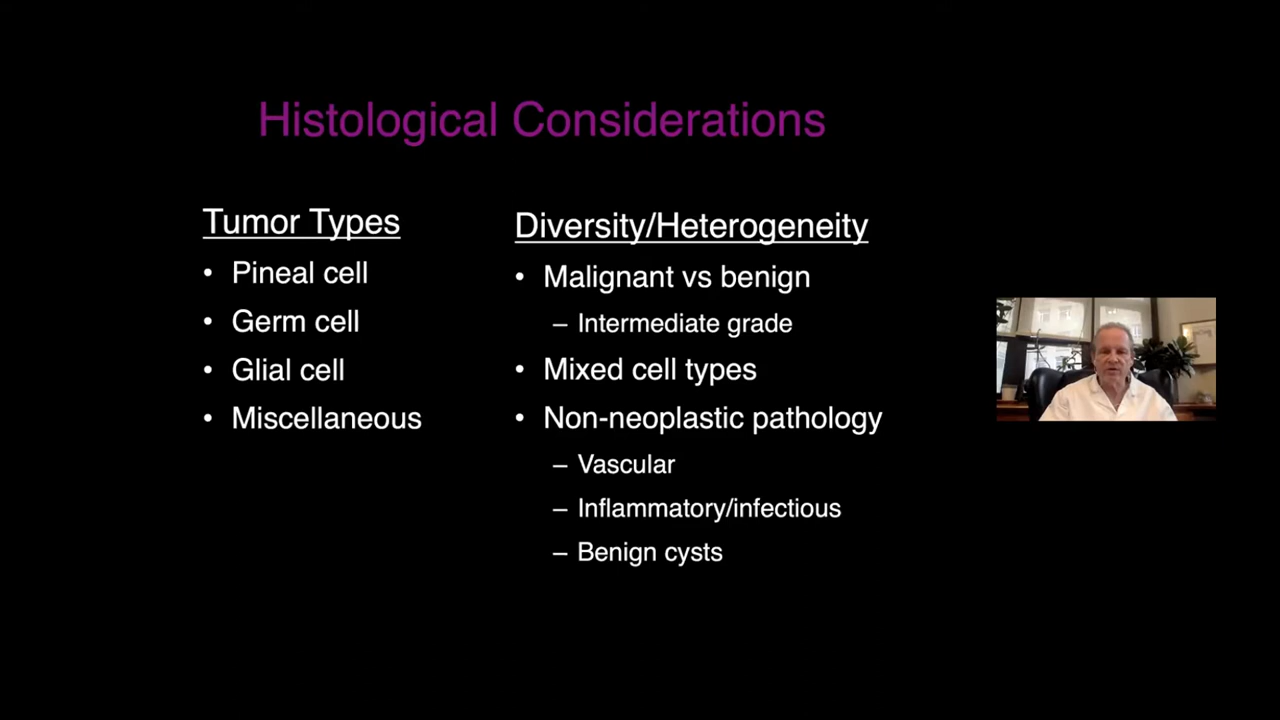 Histological Considerations
Tumor Types
• Pineal cell
• Germ cell
• Glial cell
• Miscellaneous
Diversity/Heterogeneity
• Malignant vs benign
– Intermediate grade
• Mixed cell types
• Non-neoplastic pathology
– Vascular
– Inflammatory/infectious
– Benign cysts